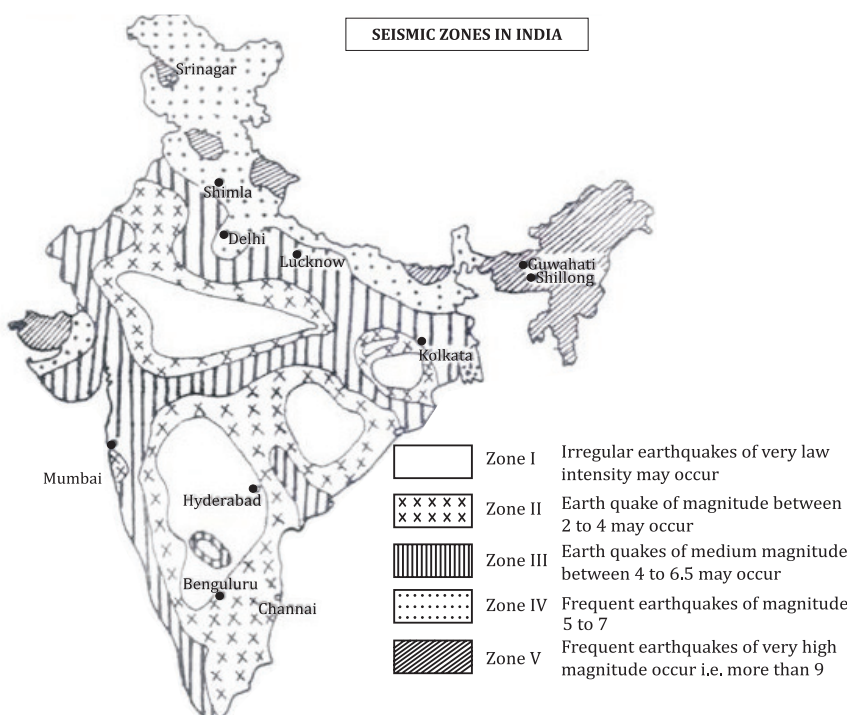 SEISMIC ZONES IN INDIA
Srinagar
Shimla
Delhi
Lucknow
Guwahati
Shillong
Kolkata
Mumbai
Hyderabad
Benguluru
Channai
Zone I Irregular earthquakes of very law
intensity may occur
Zone II Earth quake of magnitude between
2 to 4 may occur
Zone III Earth quakes of medium magnitude
between 4 to 6.5 may occur
Zone IV Frequent earthquakes of magnitude
5 to 7
Zone V Frequent earthquakes of very high
magnitude occur i.e. more than 9